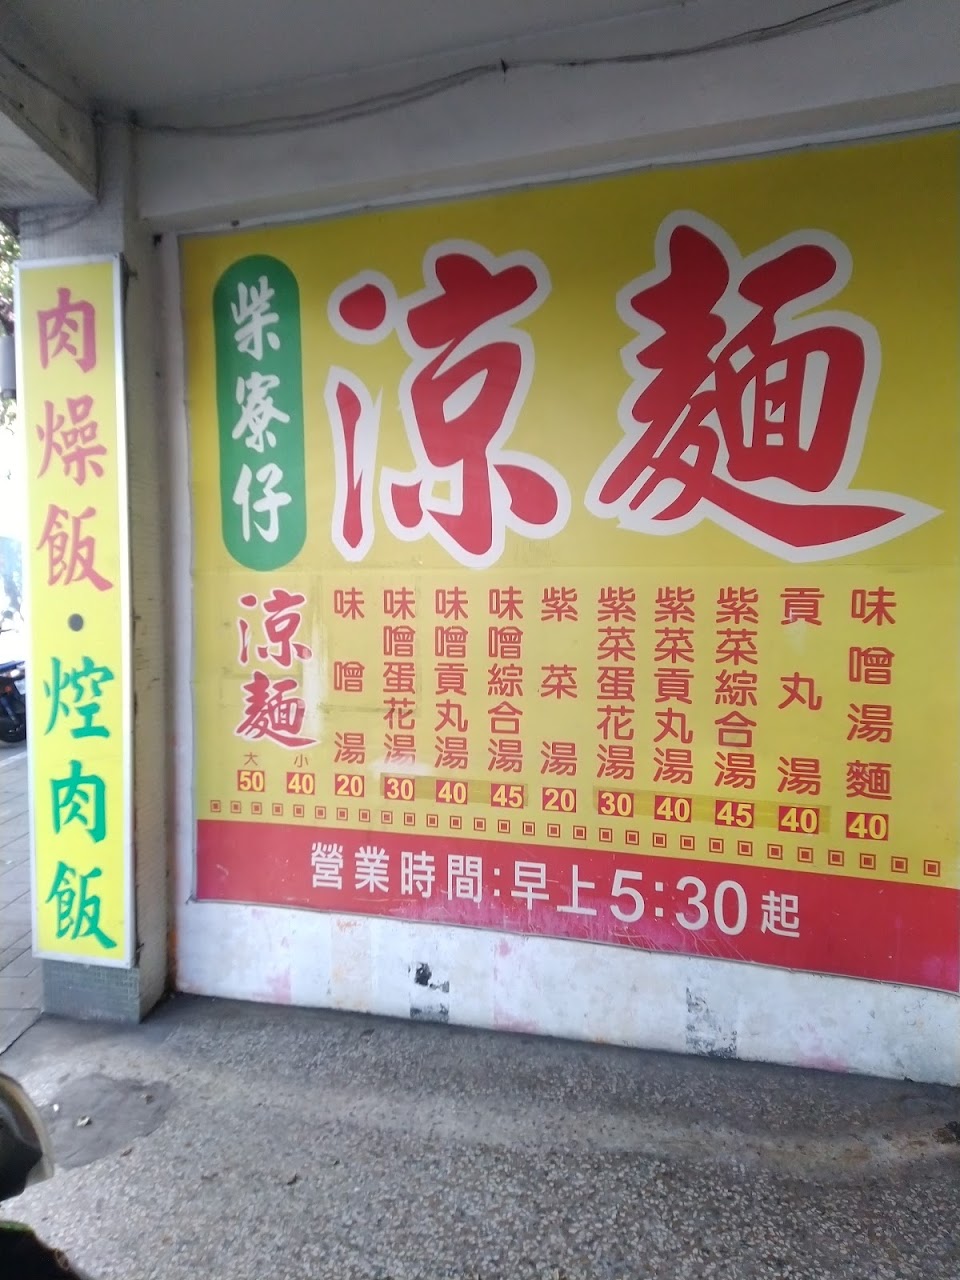 肉燥飯·焢肉飯
柴寮仔
涼麵
涼麵 大 小 50 40
味噌湯 20
味噌蛋花湯 30
味噌貢丸湯 40
味噌綜合湯 45
紫菜湯 20
紫菜蛋花湯 30
紫菜貢丸湯 40
紫菜綜合湯 45
貢丸湯 40
味噌湯麵 40
營業時間:早上5:30起